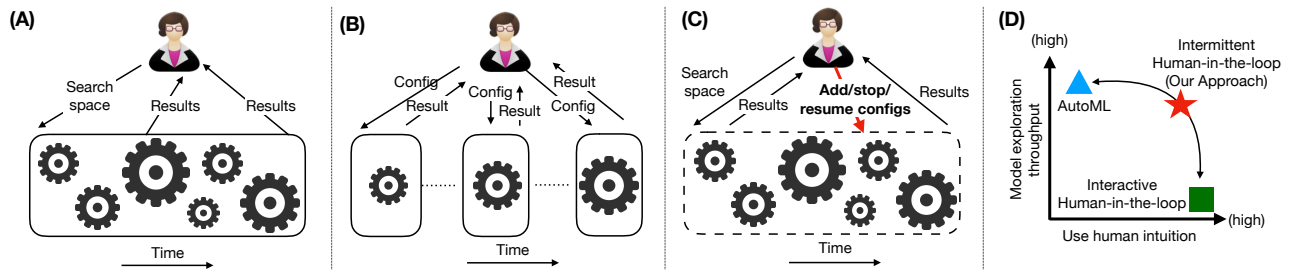 (A)
Search
space
Results
Results
Time
(B)
Config
Result
Config
Result
Result
Config
Time
(C)
Search
space
Results
Add/stop/
resume configs
Results
Time
(D)
(high)
Intermittent
Human-in-the-loop
(Our Approach)
AutoML
Model exploration
throughput
Interactive
Human-in-the-loop
(high)
Use human intuition